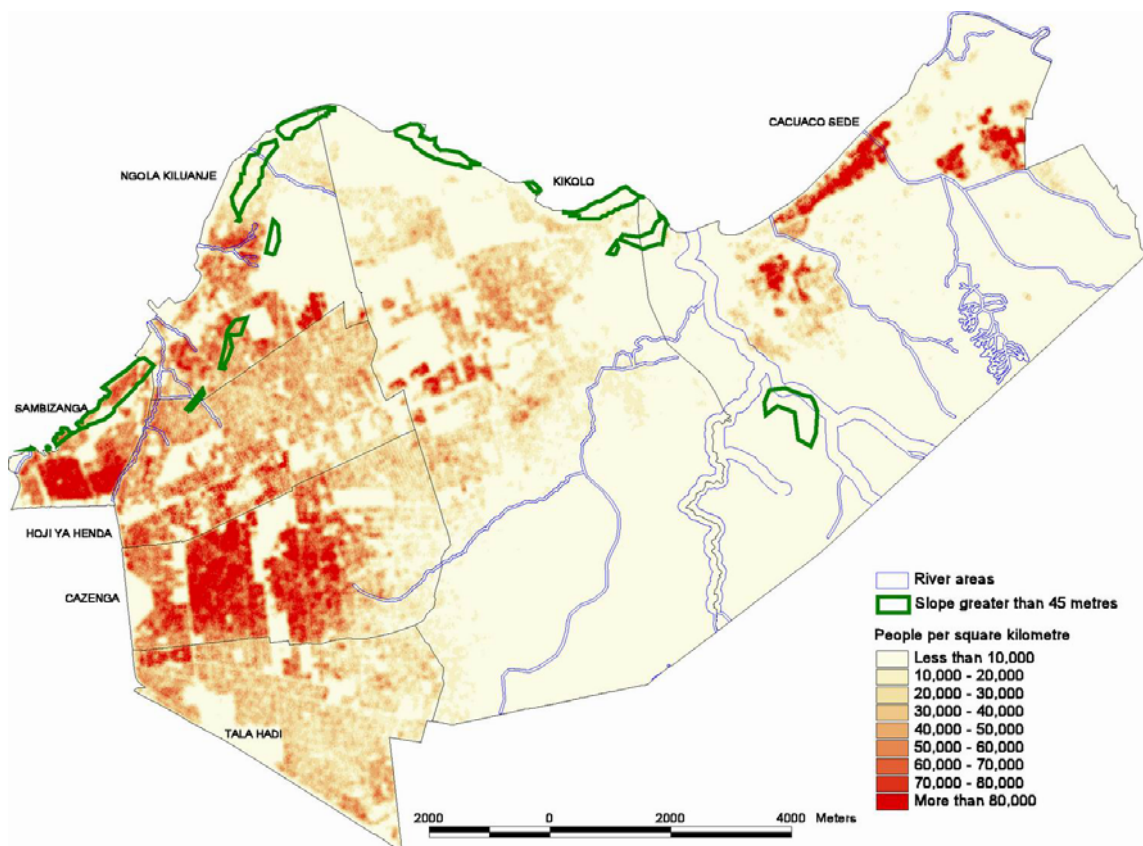 CACUACO SEDE
NGOLA KILUANJE
KIKOLO
SAMBIZANGA
HOJI YA HENDA
CAZENGA
TALA HADI
River areas
Slope greater than 45 metres
People per square kilometre
Less than 10,000
10,000 - 20,000
20,000 - 30,000
30,000 - 40,000
40,000 - 50,000
50,000 - 60,000
60,000 - 70,000
70,000 - 80,000
More than 80,000
2000 0 2000 4000 Meters